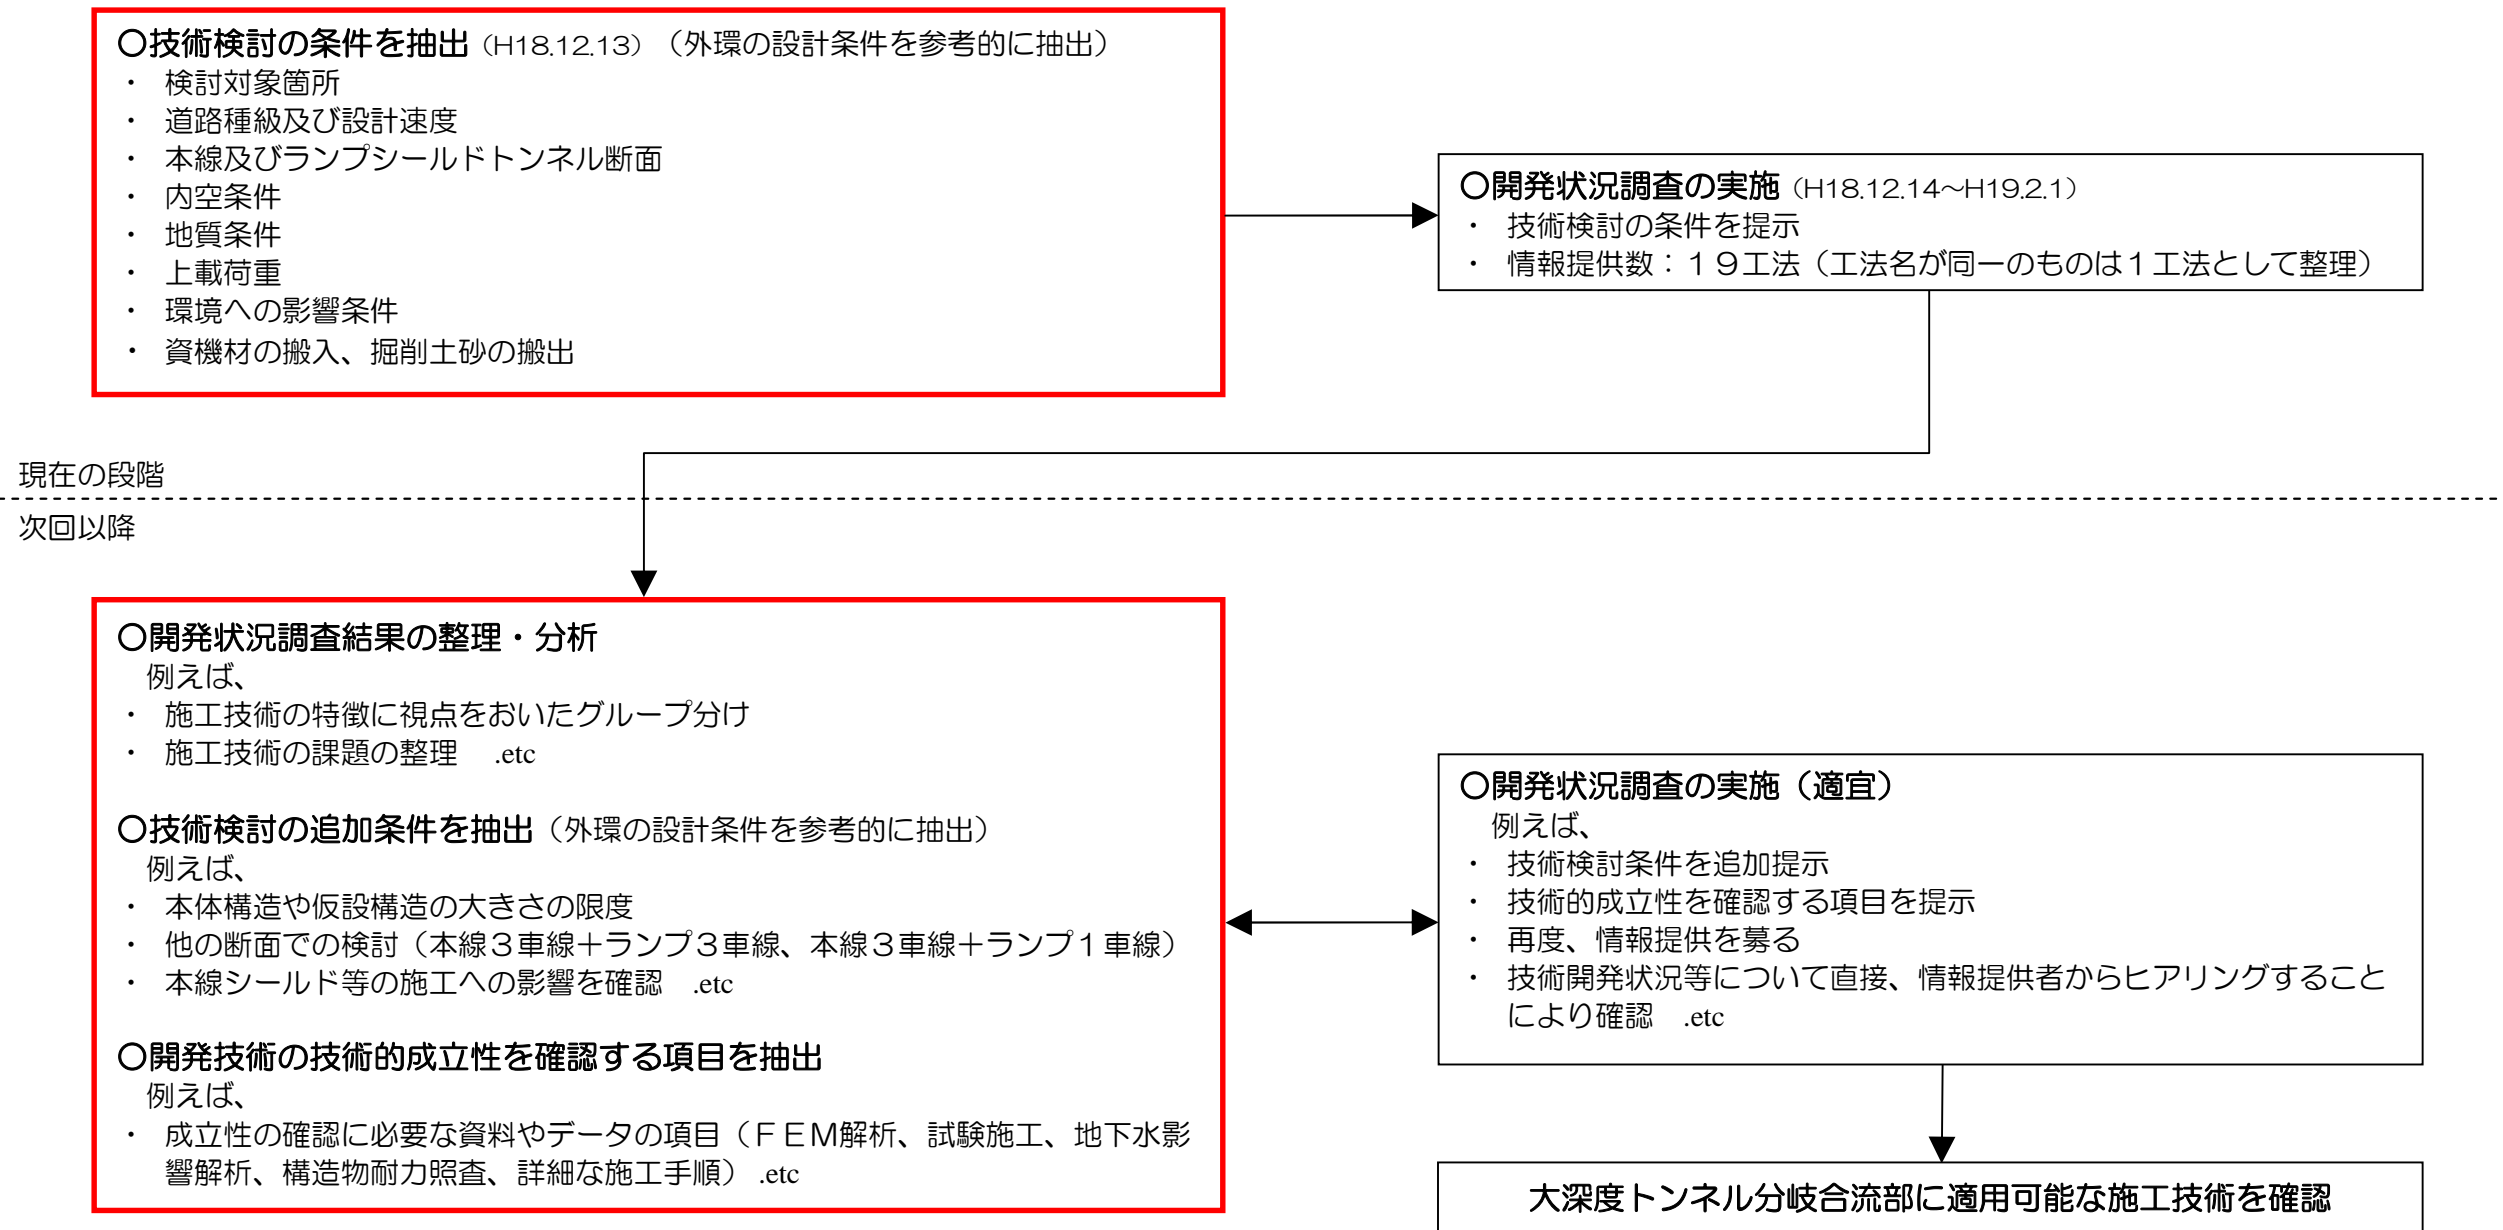 〇技術検討の条件を抽出（H18.12.13）（外環の設計条件を参考的に抽出）
・ 検討対象箇所
・ 道路種級及び設計速度
・ 本線及びランプシールドトンネル断面
・ 内空条件
・ 地質条件
・ 上載荷重
・ 環境への影響条件
・ 資機材の搬入、掘削土砂の搬出
〇開発状況調査の実施（H18.12.14～H19.2.1）
・ 技術検討の条件を提示
・ 情報提供数：１９工法（工法名が同一のものは１工法として整理）
現在の段階
次回以降
〇開発状況調査結果の整理・分析
例えば、
・ 施工技術の特徴に視点をおいたグループ分け
・ 施工技術の課題の整理 .etc
〇技術検討の追加条件を抽出（外環の設計条件を参考的に抽出）
例えば、
・ 本体構造や仮設構造の大きさの限度
・ 他の断面での検討（本線３車線＋ランプ３車線、本線３車線＋ランプ１車線）
・ 本線シールド等の施工への影響を確認 .etc
〇開発技術の技術的成立性を確認する項目を抽出
例えば、
・ 成立性の確認に必要な資料やデータの項目（ＦＥＭ解析、試験施工、地下水影
響解析、構造物耐力照査、詳細な施工手順） .etc
〇開発状況調査の実施（適宜）
例えば、
・ 技術検討条件を追加提示
・ 技術的成立性を確認する項目を提示
・ 再度、情報提供を募る
・ 技術開発状況等について直接、情報提供者からヒアリングすること
により確認 .etc
大深度トンネル分岐合流部に適用可能な施工技術を確認